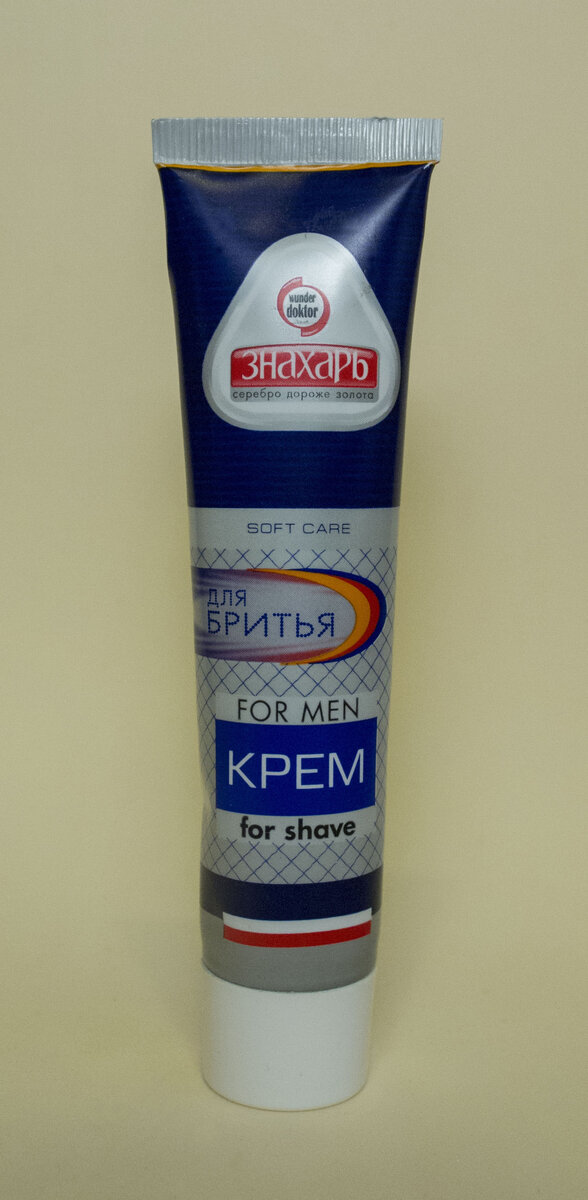 wunder
doktor
ЗНАХАРЬ
серебро дороже золота
SOFT CARE
ДЛЯ
БРИТЬЯ
FOR MEN
КРЕМ
for shave